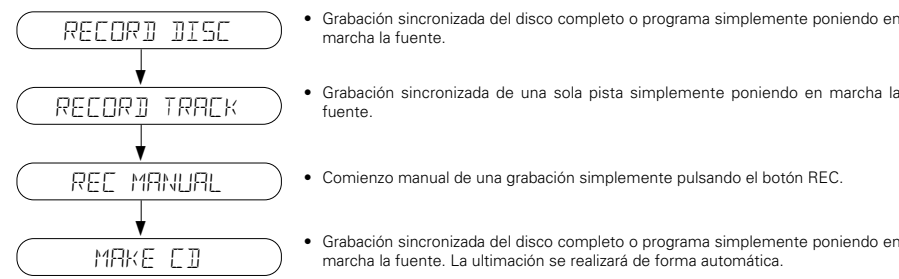 RECORD DISC
• Grabación sincronizada del disco completo o programa simplemente poniendo en
marcha la fuente.
RECORD TRACK
• Grabación sincronizada de una sola pista simplemente poniendo en marcha la
fuente.
REC MANUAL
• Comienzo manual de una grabación simplemente pulsando el botón REC.
MAKE CD
• Grabación sincronizada del disco completo o programa simplemente poniendo en
marcha la fuente. La ultimación se realizará de forma automática.